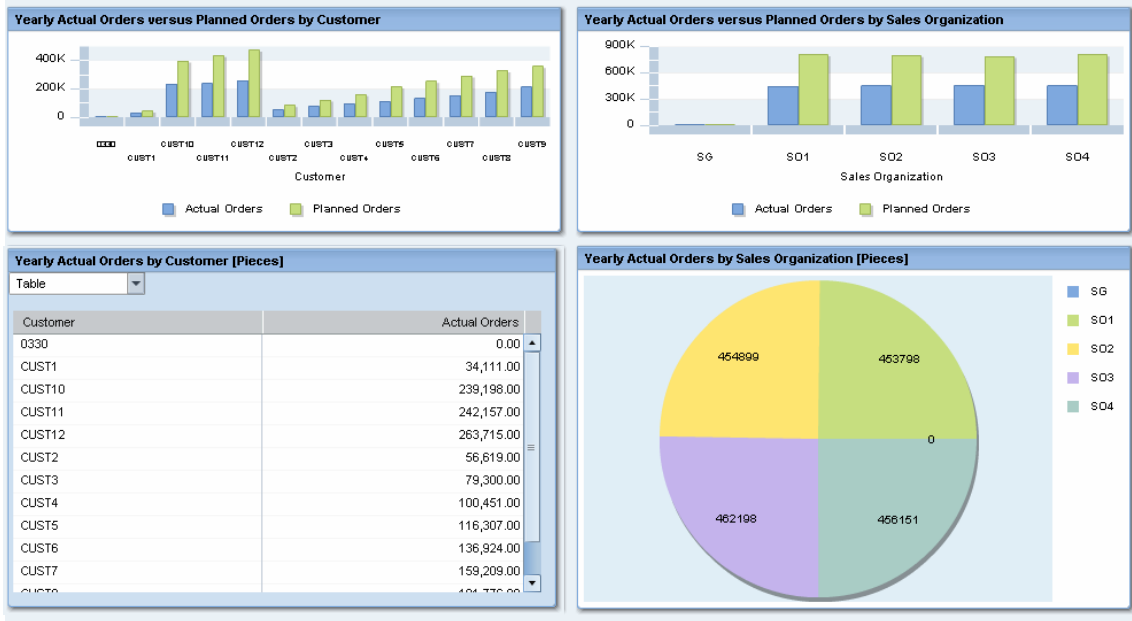 Yearly Actual Orders versus Planned Orders by Customer
400K
200K
0
0330 CUST10 CUST12 CUST3 CUST5 CUST7 CUST9
CUST1 CUST11 CUST2 CUST4 CUST6 CUST8
Customer
Actual Orders Planned Orders
Yearly Actual Orders versus Planned Orders by Sales Organization
900K
600K
300K
0
SG SO1 SO2 SO3 SO4
Sales Organization
Actual Orders Planned Orders
Yearly Actual Orders by Customer [Pieces]
Table
Customer Actual Orders
0330 0.00
CUST1 34,111.00
CUST10 239,198.00
CUST11 242,157.00
CUST12 263,715.00
CUST2 56,619.00
CUST3 79,300.00
CUST4 100,451.00
CUST5 116,307.00
CUST6 136,924.00
CUST7 159,209.00
Yearly Actual Orders by Sales Organization [Pieces]
454899
453798
0
462198
456151
SG
SO1
SO2
SO3
SO4